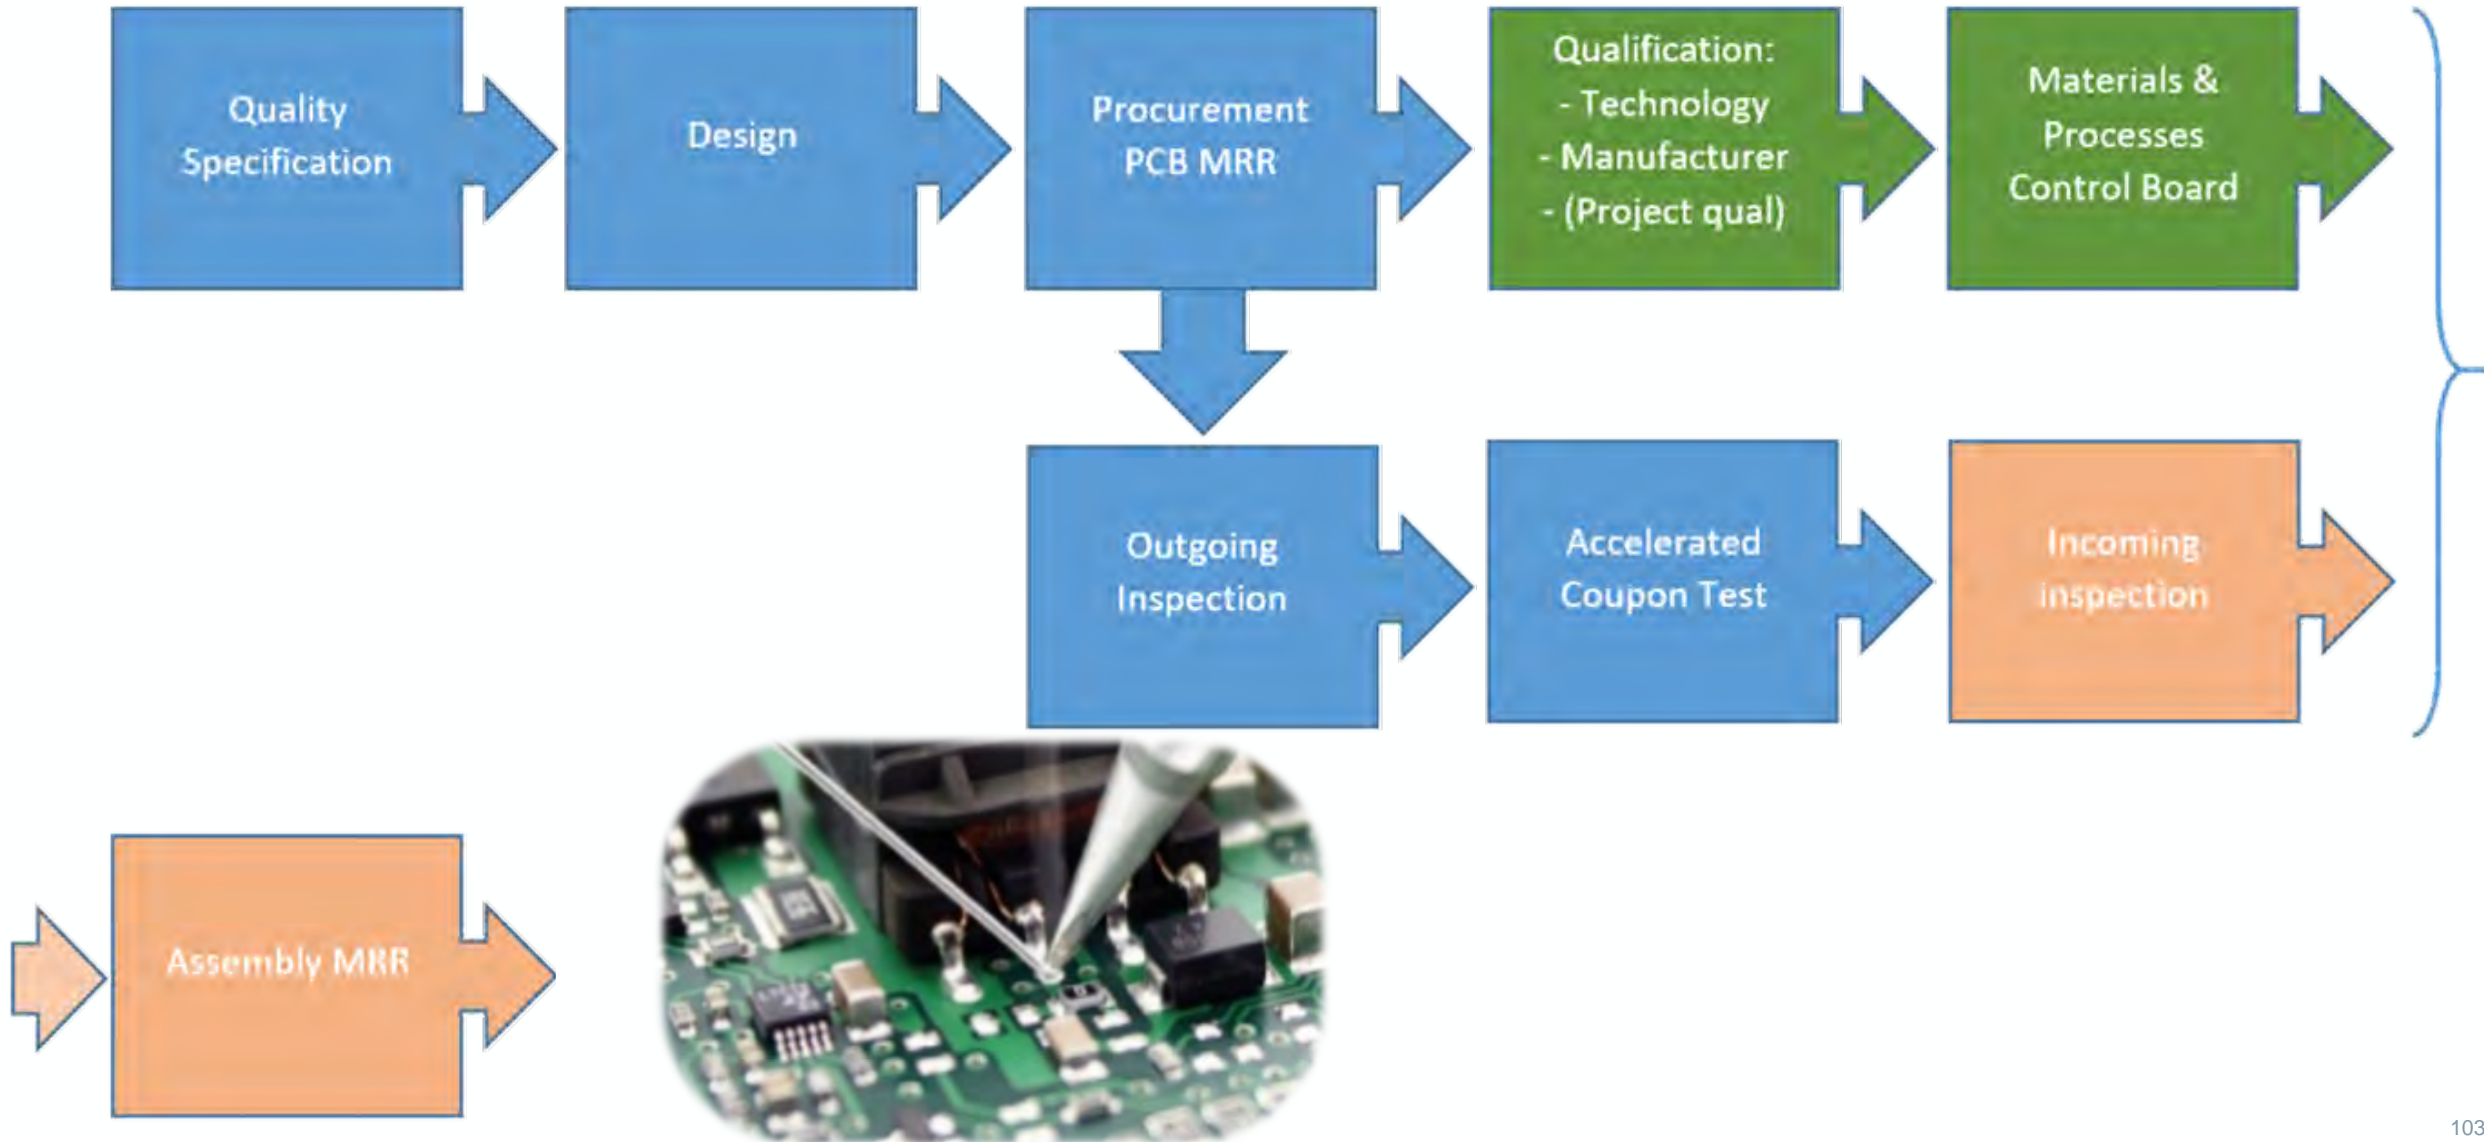 Quality
Specification
Design
Procurement
PCB MRR
Qualification:
- Technology
- Manufacturer
- (Project qual)
Materials &
Processes
Control Board
Outgoing
Inspection
Accelerated
Coupon Test
Incoming
inspection
Assembly MRR
103